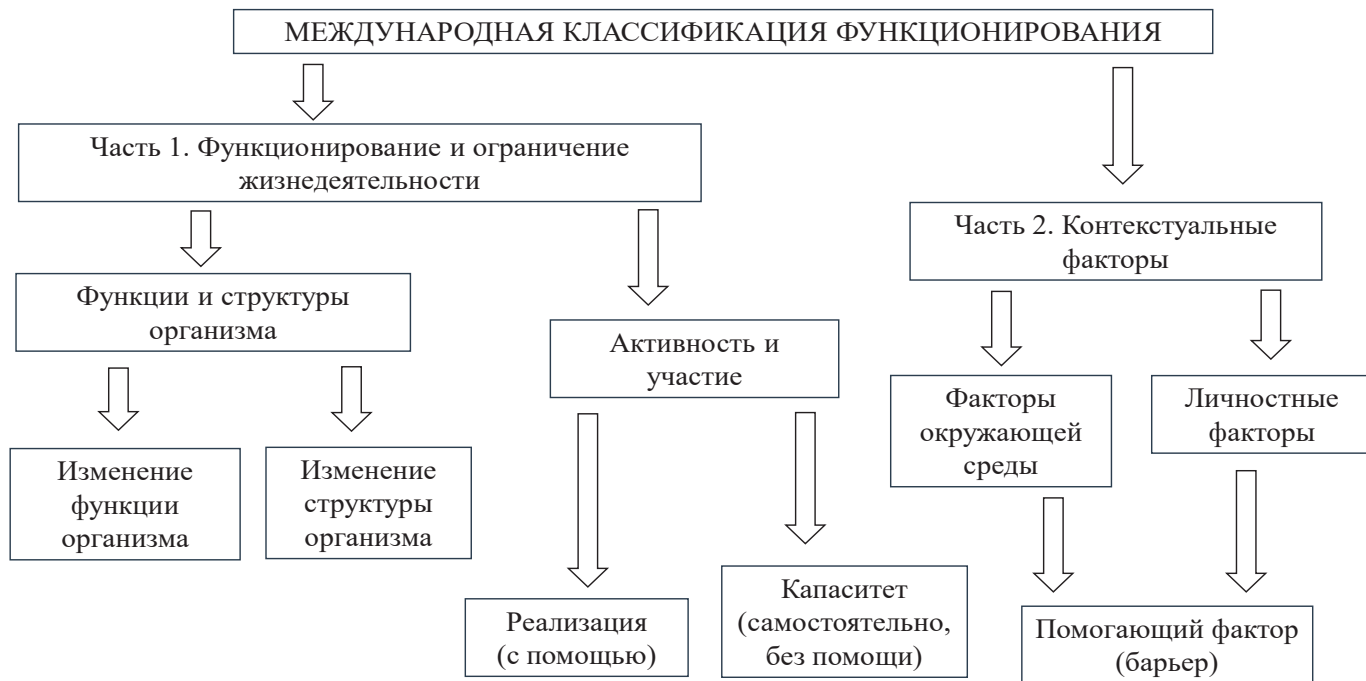 МЕЖДУНАРОДНАЯ КЛАССИФИКАЦИЯ ФУНКЦИОНИРОВАНИЯ
Часть 1. Функционирование и ограничение
жизнедеятельности
Часть 2. Контекстуальные
факторы
Функции и структуры
организма
Активность и
участие
Факторы
окружающей
среды
Личностные
факторы
Изменение
функции
организма
Изменение
структуры
организма
Реализация
(с помощью)
Капаситет
(самостоятельно,
без помощи)
Помогающий фактор
(барьер)